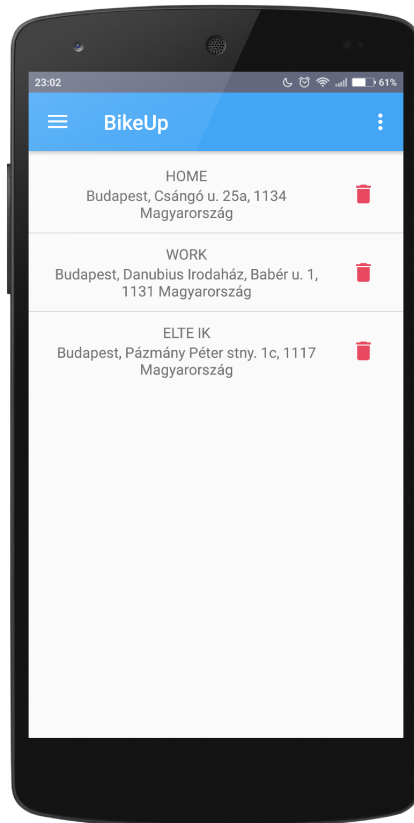 23:02 61%
BikeUp
HOME
Budapest, Csángó u. 25a, 1134
Magyarország
WORK
Budapest, Danubius Irodaház, Babér u. 1,
1131 Magyarország
ELTE IK
Budapest, Pázmány Péter stny. 1c, 1117
Magyarország